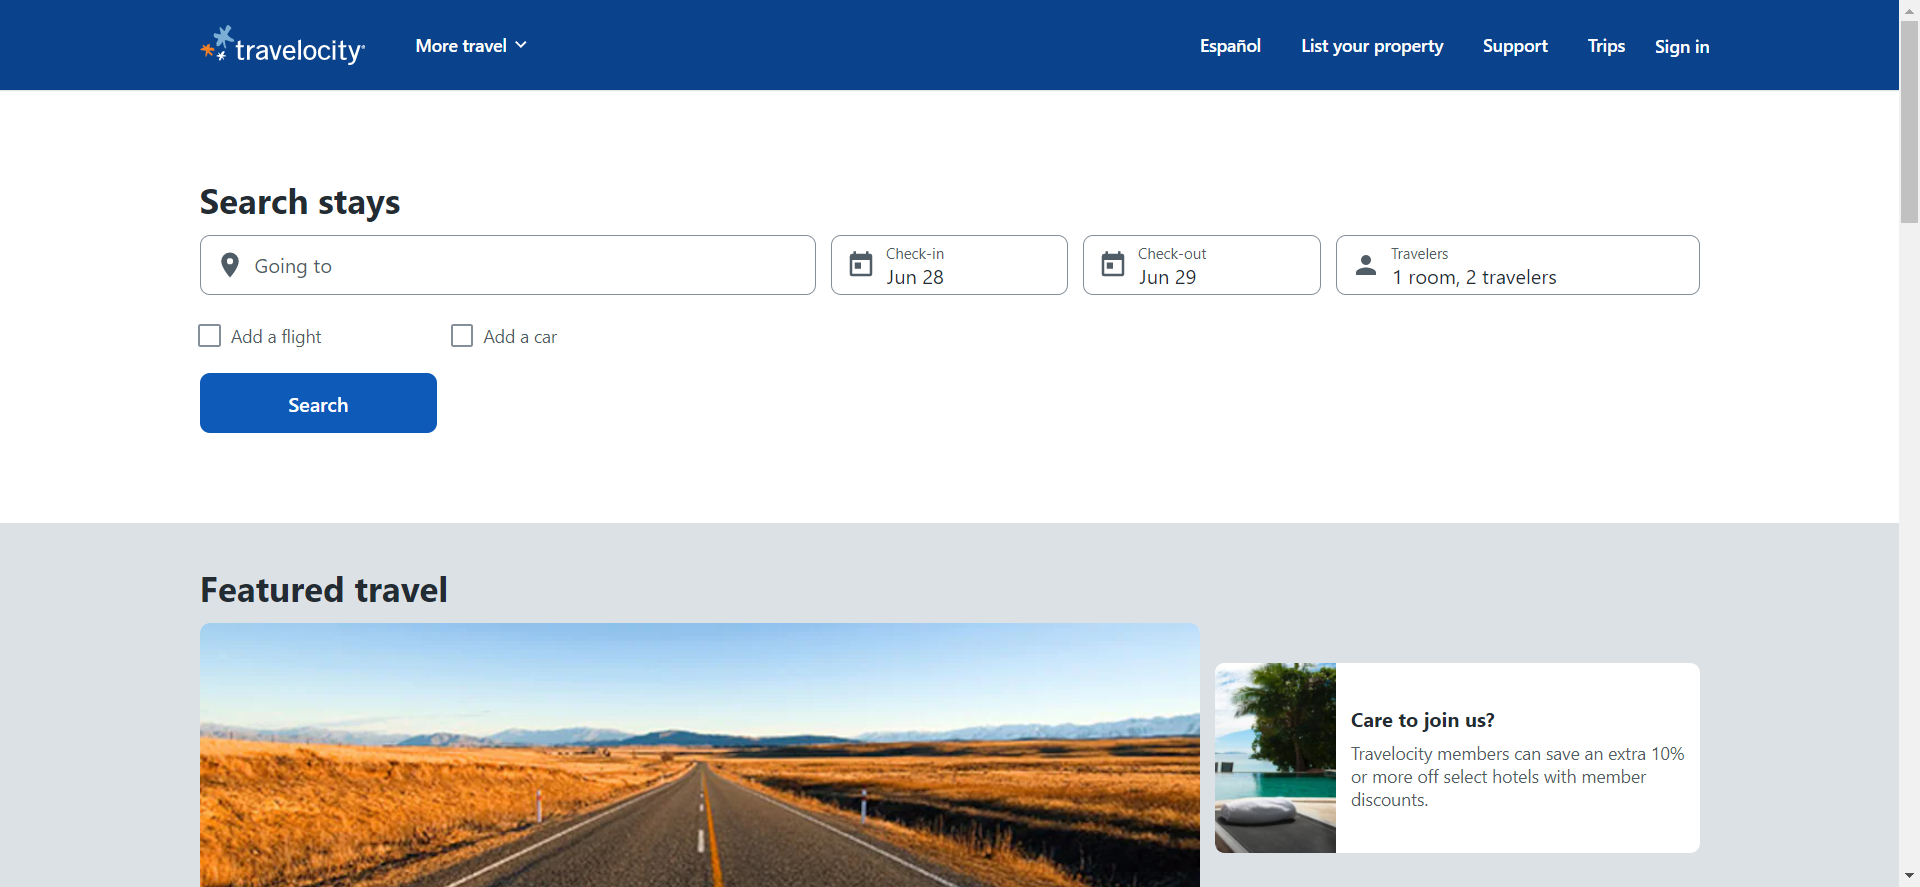 travelocity
More travel
Español
List your property
Support
Trips
Sign in
Search stays
Going to
Check-in
Jun 28
Check-out
Jun 29
Travelers
1 room, 2 travelers
Add a flight
Add a car
Search
Featured travel
Care to join us?
Travelocity members can save an extra 10%
or more off select hotels with member
discounts.